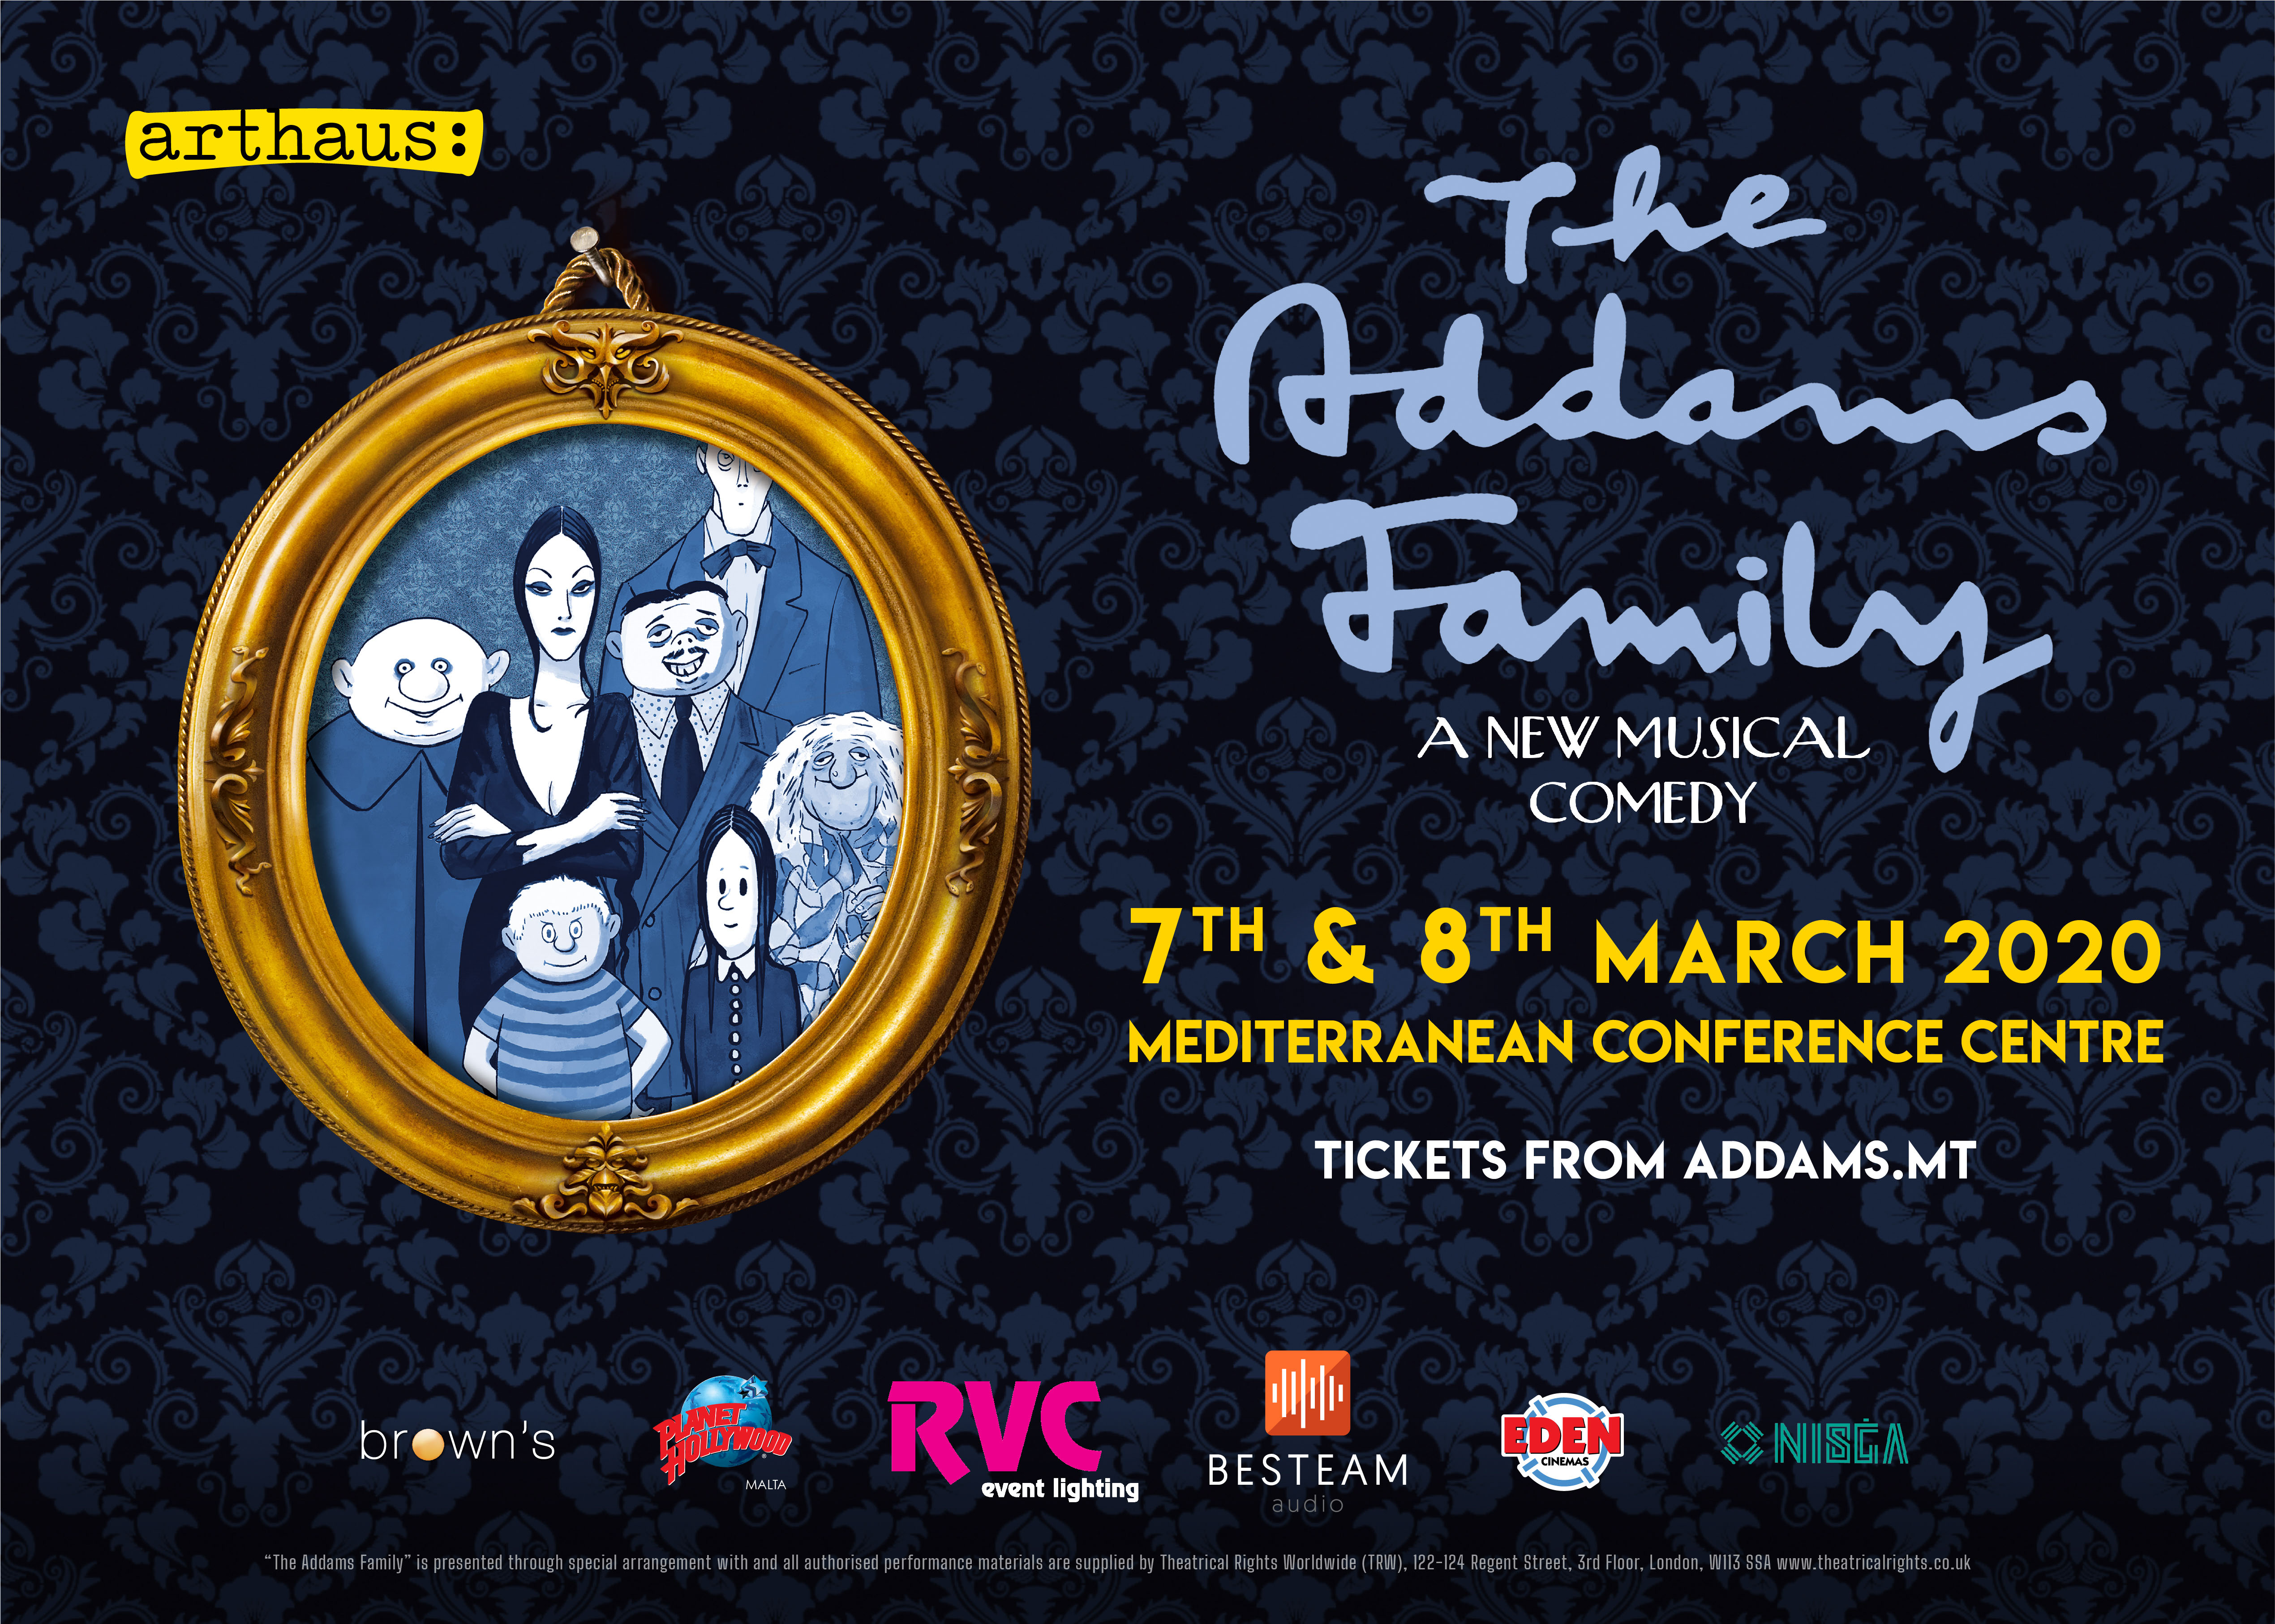 arthaus:
The
Addams
Family
A NEW MUSICAL
COMEDY
7TH & 8TH MARCH 2020
MEDITERRANEAN CONFERENCE CENTRE
TICKETS FROM ADDAMS.MT
brown's
PLANET
HOLLYWOOD
MALTA
RVC
event lighting
BESTEAM
audio
EDEN
CINEMAS
NISĠA
“The Addams Family” is presented through special arrangement with and all authorised performance materials are supplied by Theatrical Rights Worldwide (TRW), 122-124 Regent Street, 3rd Floor, London, W113 SSA www.theatricalrights.co.uk